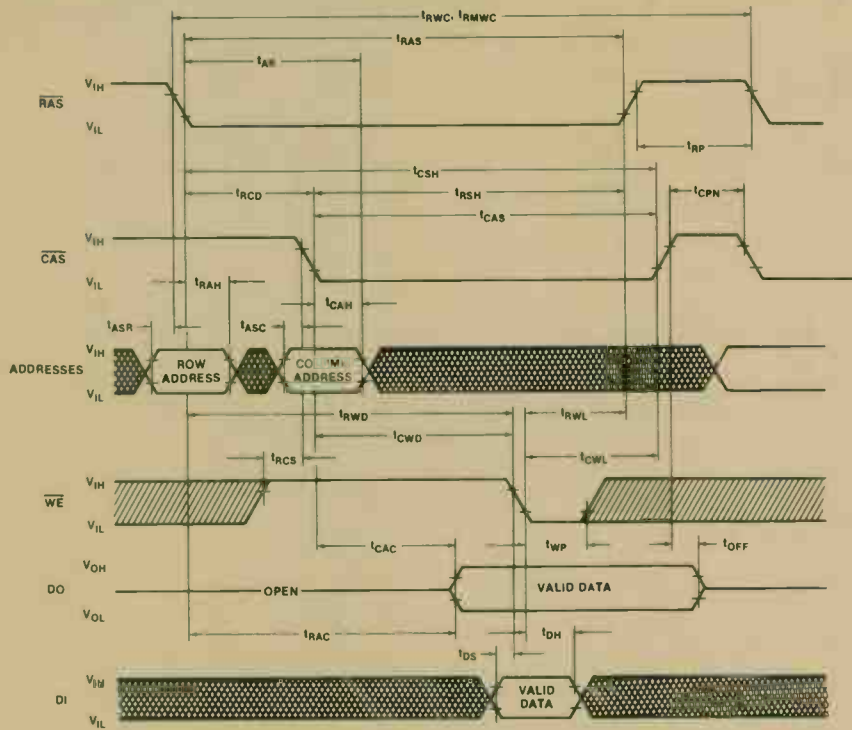 tRWC, tRMWC
tRAS
tAR
RAS
VIH
VIL
tRP
tCSH
tRCD
tRSH
tCPN
tCAS
CAS
VIH
VIL
tRAH
tCAH
tASR
tASC
ADDRESSES
VIH
VIL
ROW
ADDRESS
COLUMN
ADDRESS
tRWD
tRWL
tCWD
tCWL
tRCS
WE
VIH
VIL
tCAC
tWP
tOFF
DO
VOH
VOL
OPEN
VALID DATA
tRAC
tDS
tDH
DI
VIH
VIL
VALID
DATA